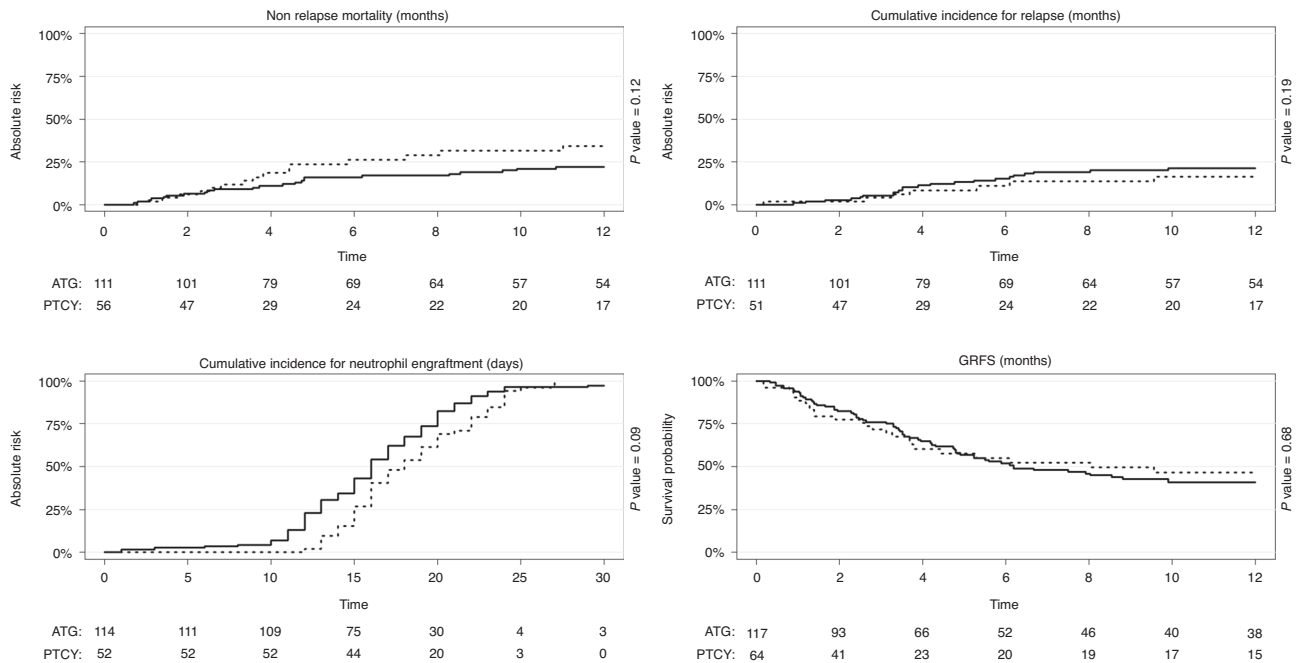 Non relapse mortality (months)
100%
75%
50%
25%
0%
Absolute risk
P value = 0.12
0 2 4 6 8 10 12
Time
ATG: 111 101 79 69 64 57 54
PTCY: 56 47 29 24 22 20 17
Cumulative incidence for relapse (months)
100%
75%
50%
25%
0%
Absolute risk
P value = 0.19
0 2 4 6 8 10 12
Time
ATG: 111 101 79 69 64 57 54
PTCY: 51 47 29 24 22 20 17
Cumulative incidence for neutrophil engraftment (days)
100%
75%
50%
25%
0%
Absolute risk
P value = 0.09
0 5 10 15 20 25 30
Time
ATG: 114 111 109 75 30 4 3
PTCY: 52 52 52 44 20 3 0
GRFS (months)
100%
75%
50%
25%
0%
Survival probability
P value = 0.68
0 2 4 6 8 10 12
Time
ATG: 117 93 66 52 46 40 38
PTCY: 64 41 23 20 19 17 15